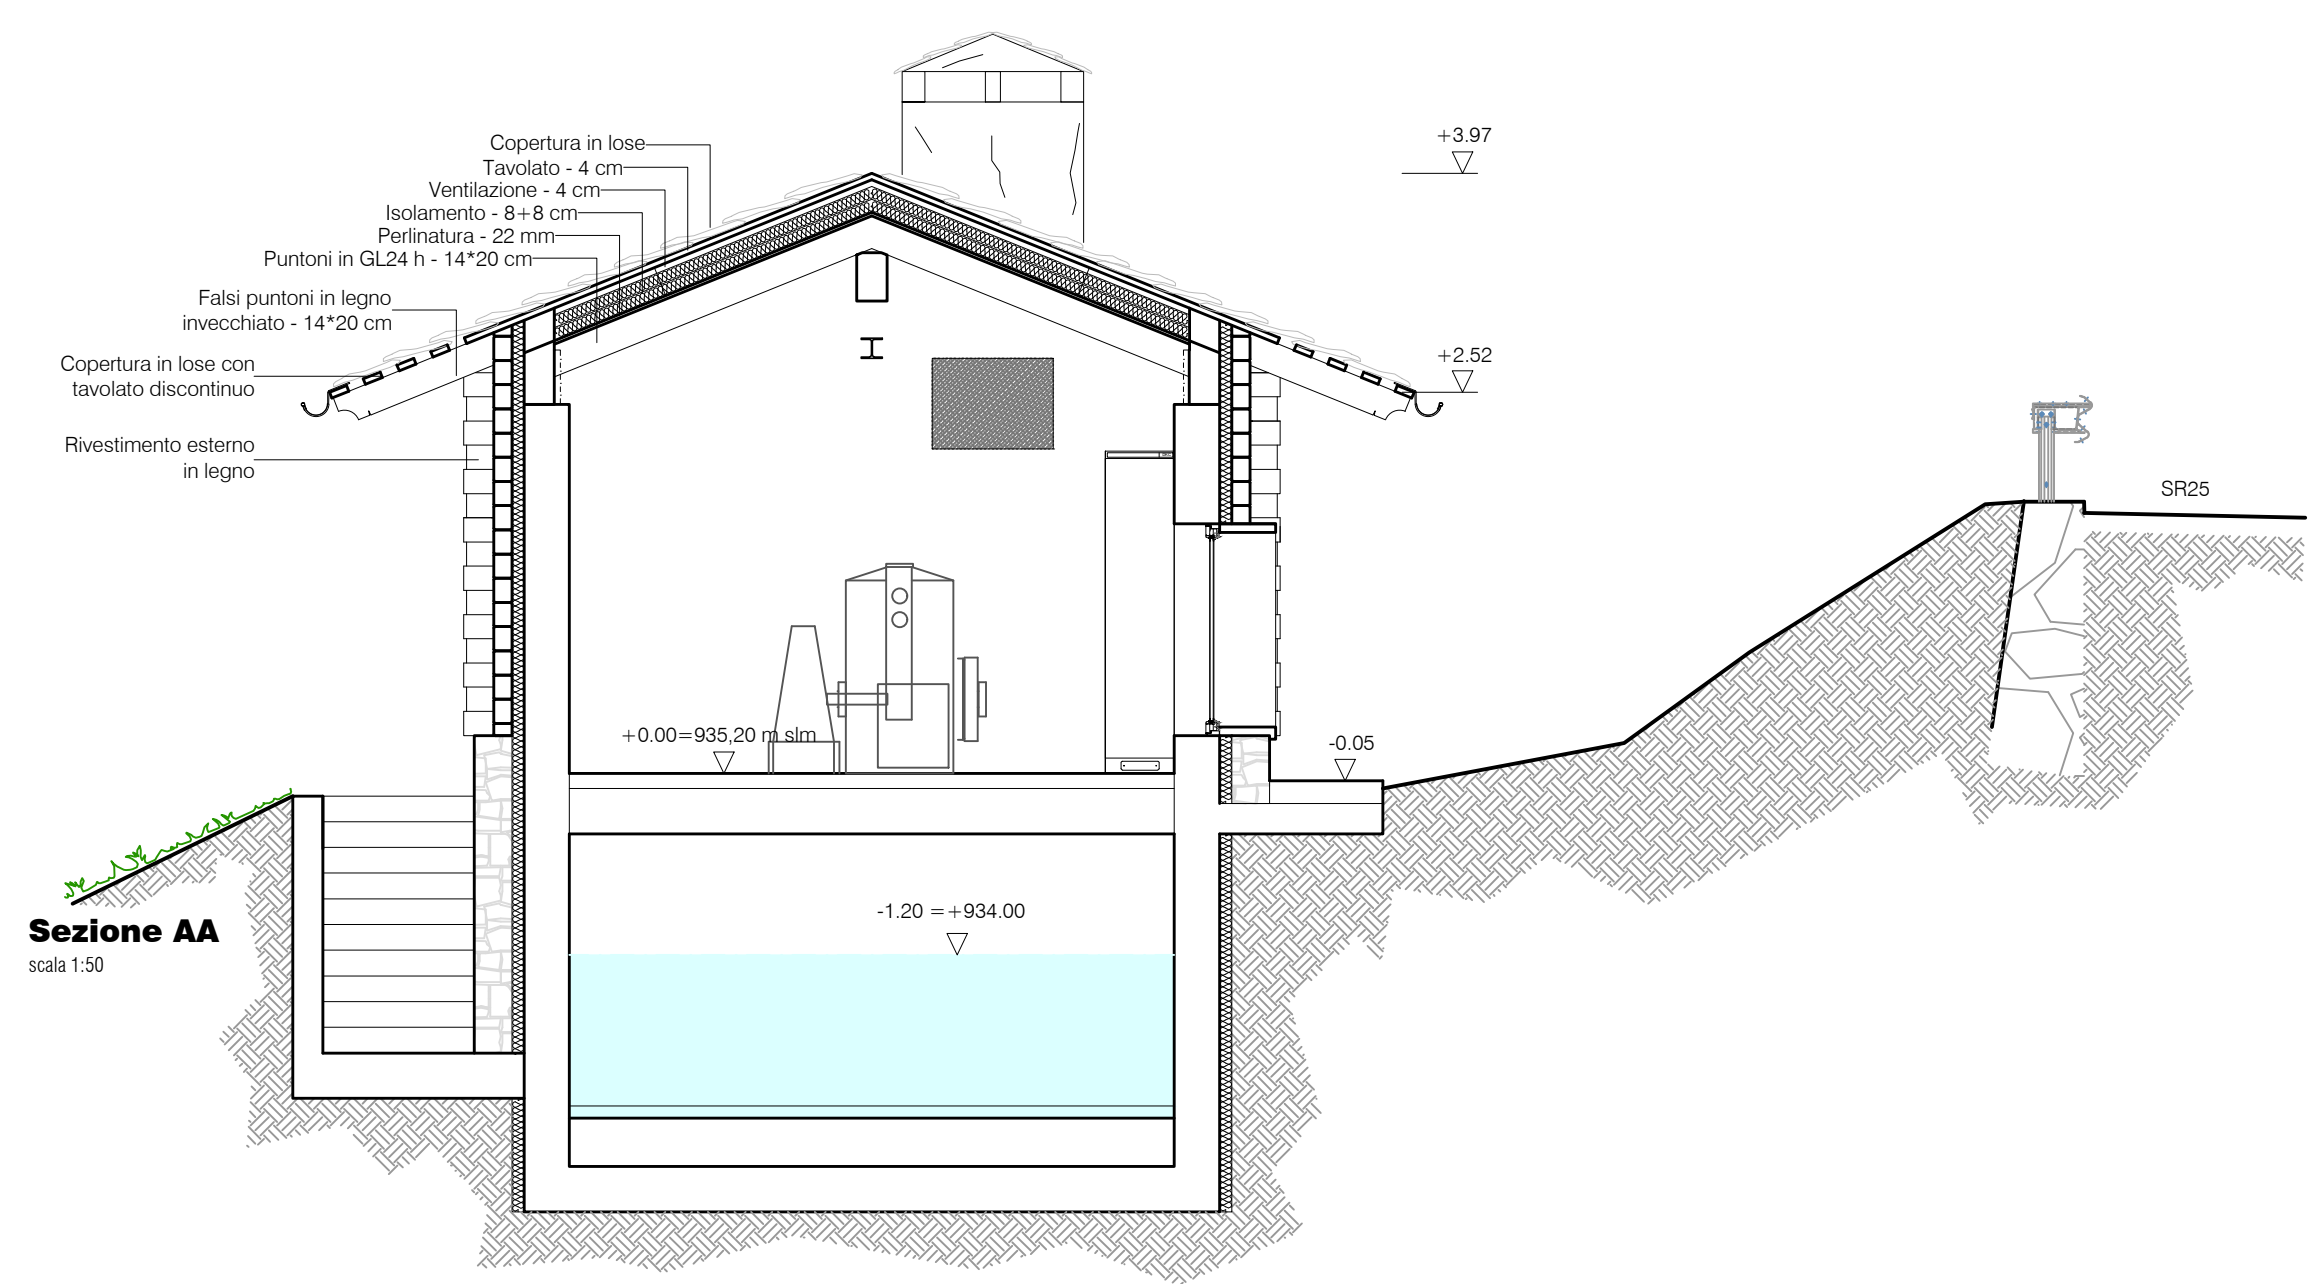 Copertura in lose
Tavolato - 4 cm
Ventilazione - 4 cm
Isolamento - 8+8 cm
Perlinatura - 22 mm
Puntoni in GL24 h - 14*20 cm
Falsi puntoni in legno
invecchiato - 14*20 cm
Copertura in lose con
tavolato discontinuo
Rivestimento esterno
in legno
+3.97
+2.52
SR25
+0.00=935,20 m slm
-0.05
-1.20 =+934.00
Sezione AA
scala 1:50